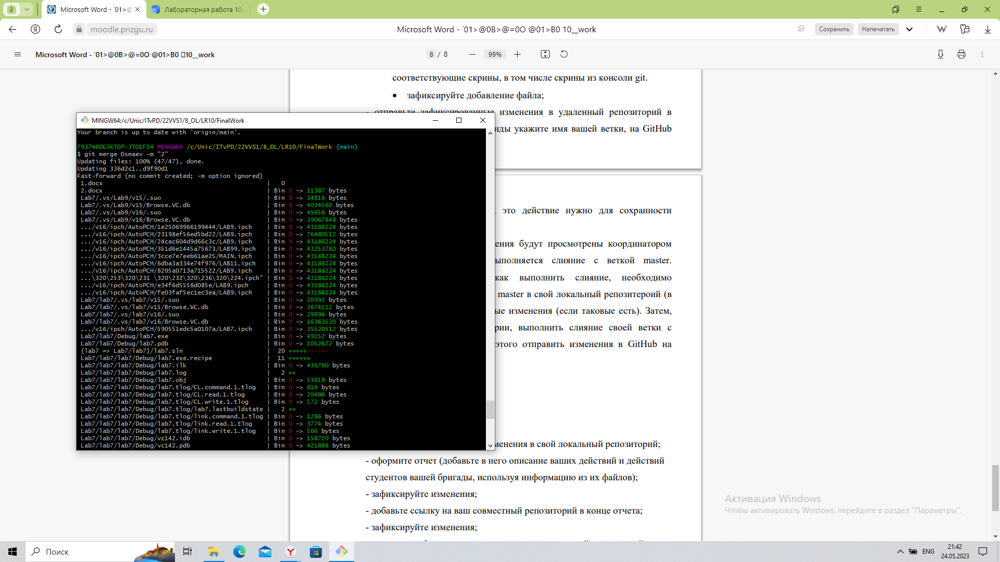 2
Microsoft Word - '01>@
Лабораторная работа 10.
moodle.pnzgu.ru
Microsoft Word - '01>@0B>@=0O @01>B0 10__work
Сохранить
Напечатать
Microsoft Word - '01>@0B>@=0O @01>B0 10__work
8 / 8
99%
соответствующие скрины, в том числе скрины из консоли git.
• зафиксируйте добавление файла;
- отправьте зафиксированные изменения в удаленный репозиторий в
нды укажите имя вашей ветки, на GitHub
MINGW64:/c/Unic/ITvPD/22VVS1/8_OL/LR10/FinalWork
Your branch is up to date with 'origin/main'.
79374@DESKTOP-JTO1FI4 MINGW64 /c/Unic/ITvPD/22VVS1/8_OL/LR10/FinalWork (main)
$ git merge Osmaev -m "2"
Updating files: 100% (47/47), done.
Updating 336d2c1..d9f90d1
Fast-forward (no commit created; -m option ignored)
1.docx | 0
2.docx | Bin 0 -> 11387 bytes
Lab7/.vs/Lab9/v15/.suo | Bin 0 -> 34816 bytes
Lab7/.vs/Lab9/v15/Browse.VC.db | Bin 0 -> 4034560 bytes
Lab7/.vs/Lab9/v16/.suo | Bin 0 -> 45056 bytes
Lab7/.vs/Lab9/v16/Browse.VC.db | Bin 0 -> 39067648 bytes
.../v16/ipch/AutoPCH/1e25069966199444/LAB9.ipch | Bin 0 -> 43188224 bytes
.../v16/ipch/AutoPCH/23198ef56ed5bd22/LAB9.ipch | Bin 0 -> 76480512 bytes
.../v16/ipch/AutoPCH/24cac604d9d66c3c/LAB9.ipch | Bin 0 -> 43188224 bytes
.../v16/ipch/AutoPCH/351d6e1445a75673/LAB99.ipch | Bin 0 -> 43253760 bytes
.../v16/ipch/AutoPCH/3cce7e7eeb61ae25/MAIN.ipch | Bin 0 -> 43188224 bytes
.../v16/ipch/AutoPCH/6dba3a334e74f976/LAB11.ipch | Bin 0 -> 43188224 bytes
.../v16/ipch/AutoPCH/8205a0713a715522/LAB9.ipch | Bin 0 -> 43188224 bytes
...\320\253\320\231 \320\232\320\236\320\224.ipch" | Bin 0 -> 43188224 bytes
.../v16/ipch/AutoPCH/e34f6d5558d085e/LAB9.ipch | Bin 0 -> 43188224 bytes
.../v16/ipch/AutoPCH/fe03faf5ec1ec3ea/LAB9.ipch | Bin 0 -> 43188224 bytes
Lab7/lab7/.vs/lab7/v15/.suo | Bin 0 -> 20992 bytes
Lab7/lab7/.vs/lab7/v15/Browse.VC.db | Bin 0 -> 3674112 bytes
Lab7/lab7/.vs/lab7/v16/.suo | Bin 0 -> 29696 bytes
Lab7/lab7/.vs/lab7/v16/Browse.VC.db | Bin 0 -> 16363520 bytes
.../v16/ipch/AutoPCH/590551edc5a0107a/LAB7.ipch | Bin 0 -> 35520512 bytes
Lab7/lab7/Debug/lab7.exe | Bin 0 -> 49152 bytes
Lab7/lab7/Debug/lab7.pdb | Bin 0 -> 1052672 bytes
{lab7 => Lab7/lab7}/lab7.sln | 20 +++++------
Lab7/lab7/lab7/Debug/lab7.exe.recipe | 11 ++++++
Lab7/lab7/lab7/Debug/lab7.ilk | Bin 0 -> 436760 bytes
Lab7/lab7/lab7/Debug/lab7.log | 2 ++
Lab7/lab7/lab7/Debug/lab7.obj | Bin 0 -> 53618 bytes
Lab7/lab7/lab7/Debug/lab7.tlog/CL.command.1.tlog | Bin 0 -> 814 bytes
Lab7/lab7/lab7/Debug/lab7.tlog/CL.read.1.tlog | Bin 0 -> 20496 bytes
Lab7/lab7/lab7/Debug/lab7.tlog/CL.write.1.tlog | Bin 0 -> 572 bytes
Lab7/lab7/lab7/Debug/lab7.tlog/lab7.lastbuildstate | 2 ++
Lab7/lab7/lab7/Debug/lab7.tlog/link.command.1.tlog | Bin 0 -> 1286 bytes
Lab7/lab7/lab7/Debug/lab7.tlog/link.read.1.tlog | Bin 0 -> 3774 bytes
Lab7/lab7/lab7/Debug/lab7.tlog/link.write.1.tlog | Bin 0 -> 560 bytes
Lab7/lab7/lab7/Debug/vc142.idb | Bin 0 -> 158720 bytes
Lab7/lab7/lab7/Debug/vc142.pdb | Bin 0 -> 421888 bytes
это действие нужно для сохранности
ения будут просмотрены координатором
ыполняется слияние с веткой master.
как выполнить слияние, необходимо
master в свой локальный репозитероий (в
ые изменения (если таковые есть). Затем,
рии, выполнить слияние своей ветки с
этого отправить изменения в GitHub на
менения в свой локальный репозиторий;
- оформите отчет (добавьте в него описание ваших действий и действий
студентов вашей бригады, используя информацию из их файлов);
- зафиксируйте изменения;
- добавьте ссылку на ваш совместный репозиторий в конце отчета;
- зафиксируйте изменения;
Активация Windows
Чтобы активировать Windows, перейдите в раздел "Параметры".
Поиск
ENG
21:42
24.05.2023